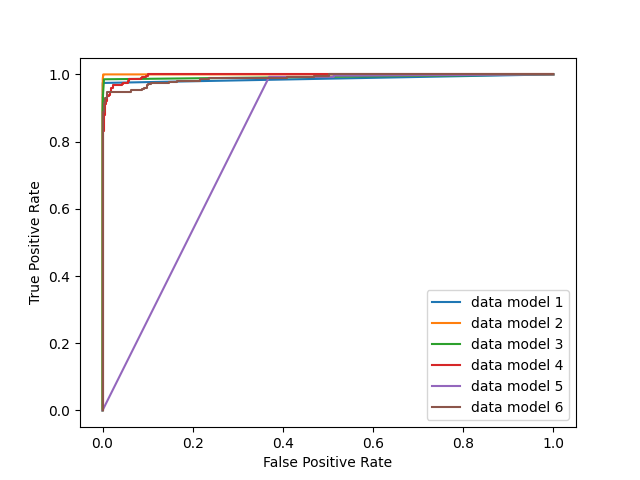 1.0
0.8
0.6
0.4
0.2
0.0
True Positive Rate
data model 1
data model 2
data model 3
data model 4
data model 5
data model 6
0.0 0.2 0.4 0.6 0.8 1.0
False Positive Rate